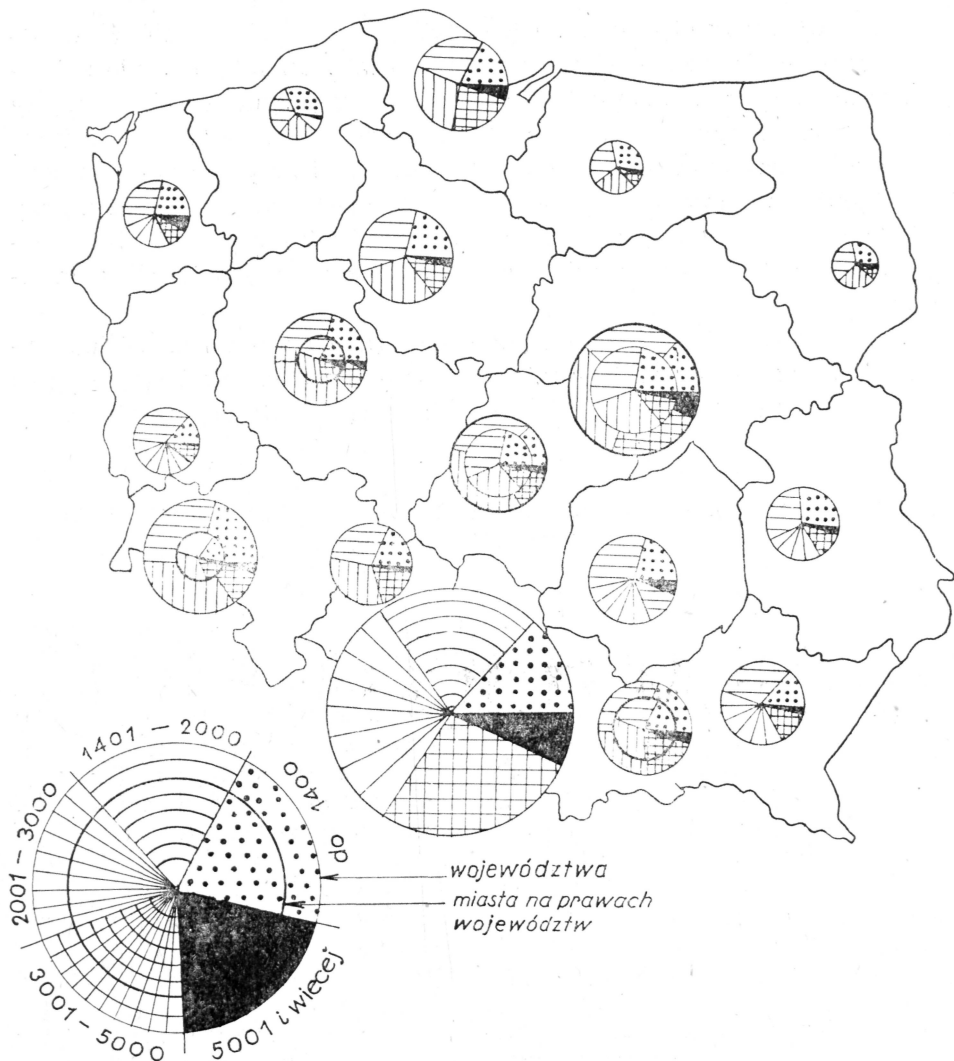 1401 – 2000
2001 – 3000
do 1400
3001 – 5000
5001 i więcej
województwa
miasta na prawach
województw